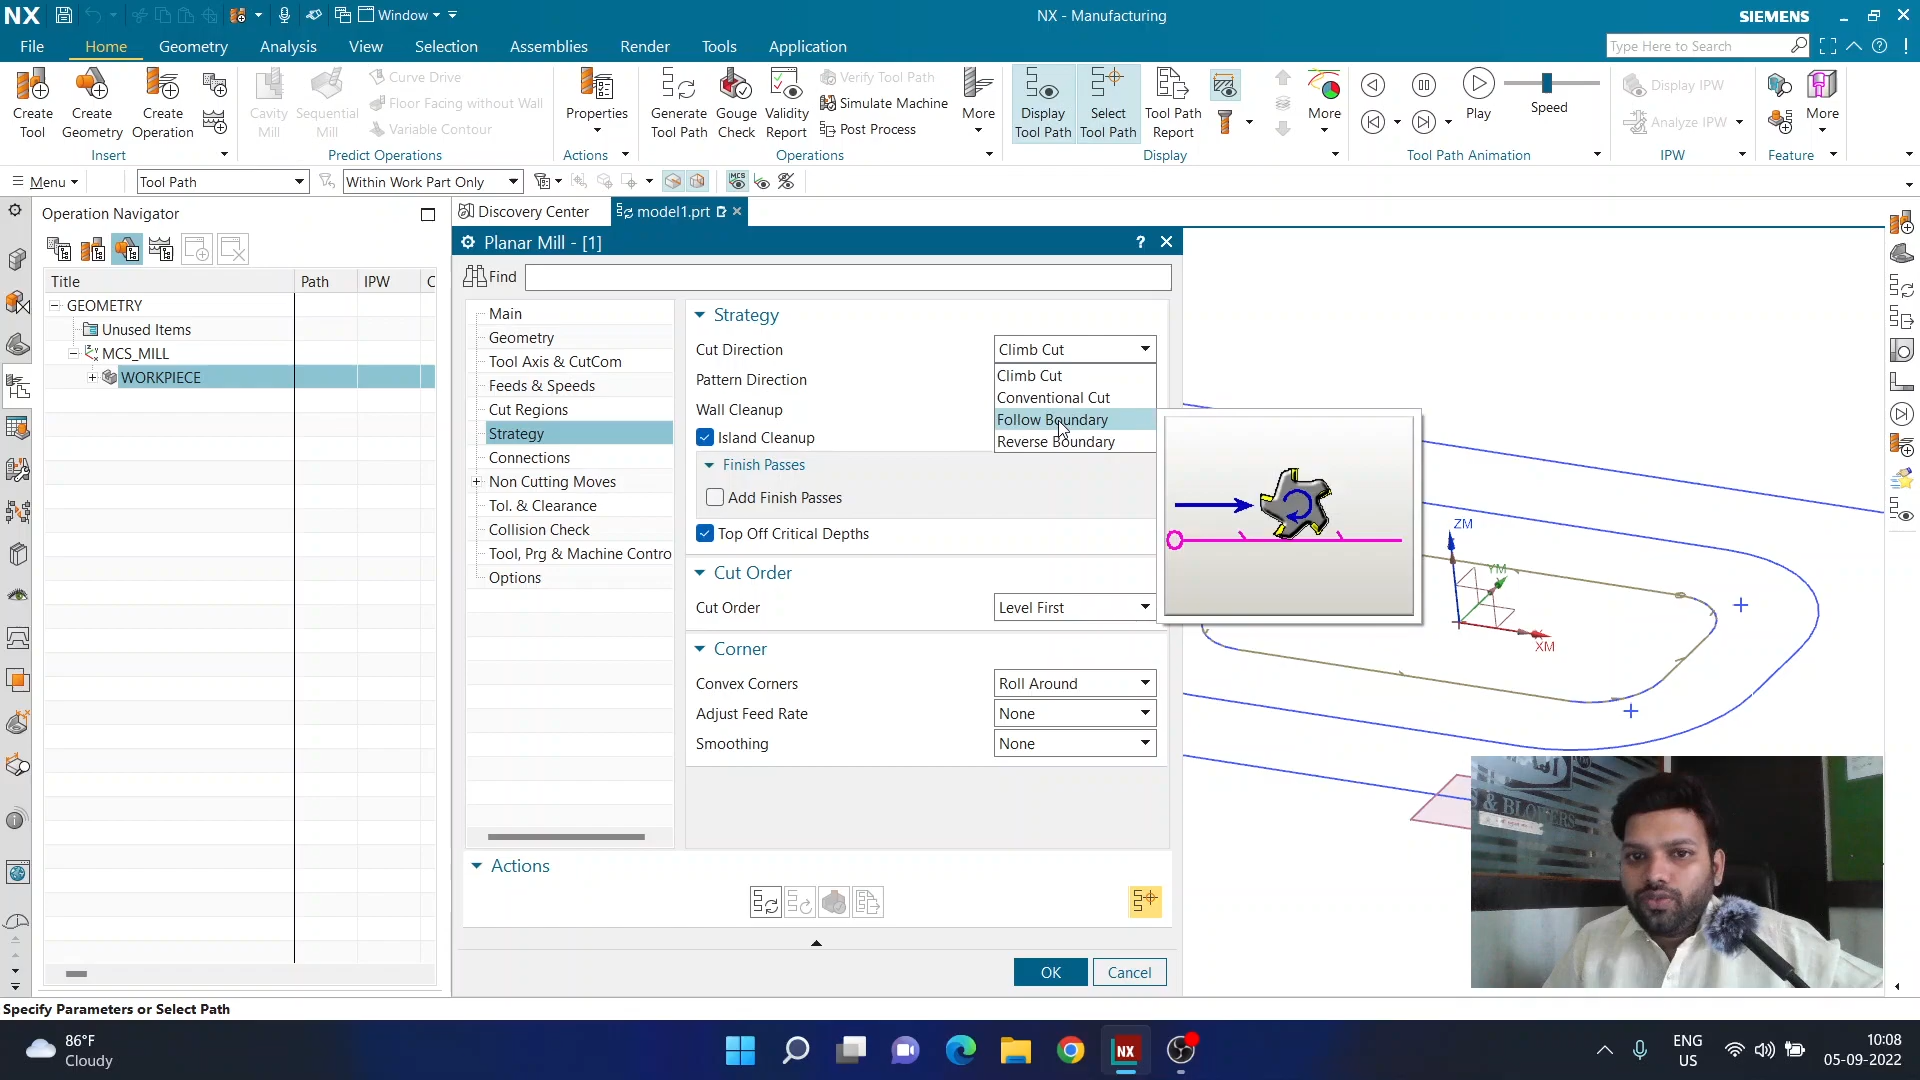 NX
Window
NX - Manufacturing
SIEMENS
File
Home
Geometry
Analysis
View
Selection
Assemblies
Render
Tools
Application
Type Here to Search
Create Tool
Create Geometry
Create Operation
Cavity Mill
Sequential Mill
Curve Drive
Floor Facing without Wall
Variable Contour
Properties
Generate Tool Path
Gouge Check
Validity Report
Verify Tool Path
Simulate Machine
Post Process
More
Display Tool Path
Select Tool Path
Tool Path Report
More
Play
Speed
Display IPW
Analyze IPW
More
Insert
Predict Operations
Actions
Operations
Display
Tool Path Animation
IPW
Feature
Menu
Tool Path
Within Work Part Only
MCS
Operation Navigator
Discovery Center
model1.prt
Title
Path
IPW
C
GEOMETRY
Unused Items
MCS_MILL
WORKPIECE
Planar Mill - [1]
Find
Main
Geometry
Tool Axis & CutCom
Feeds & Speeds
Cut Regions
Strategy
Connections
Non Cutting Moves
Tol. & Clearance
Collision Check
Tool, Prg & Machine Contro
Options
Strategy
Cut Direction
Climb Cut
Climb Cut
Conventional Cut
Follow Boundary
Reverse Boundary
Pattern Direction
Wall Cleanup
Island Cleanup
Finish Passes
Add Finish Passes
Top Off Critical Depths
Cut Order
Cut Order
Level First
Corner
Convex Corners
Roll Around
Adjust Feed Rate
None
Smoothing
None
Actions
OK
Cancel
ZM
YM
XM
S & BLOWERS
Specify Parameters or Select Path
86°F
Cloudy
NX
ENG
US
10:08
05-09-2022